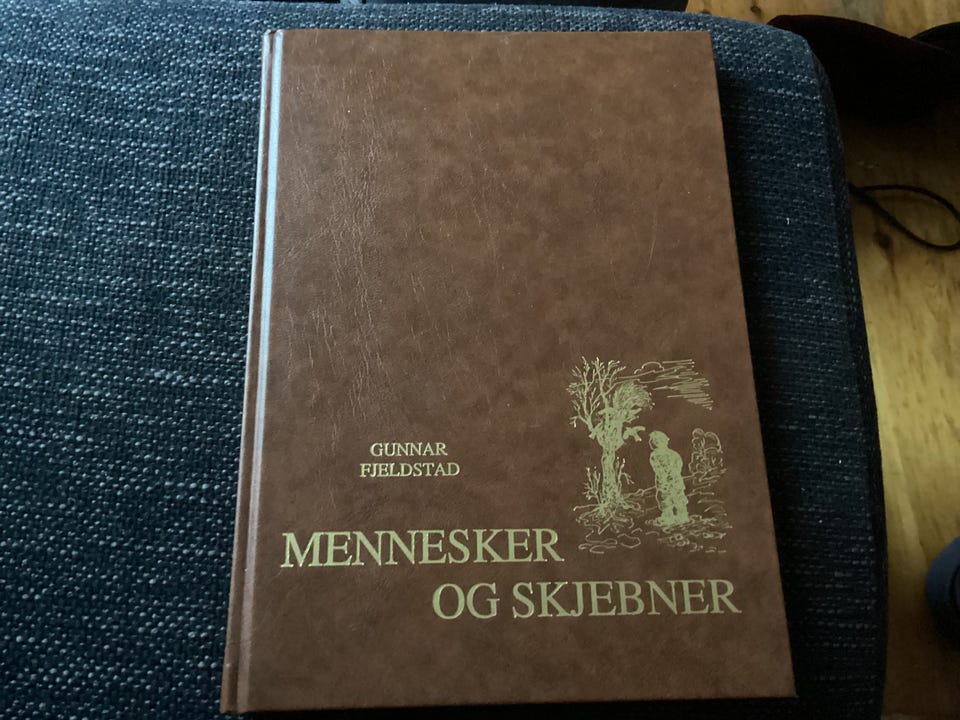 GUNNAR
FJELDSTAD
MENNESKER
OG SKJEBNER